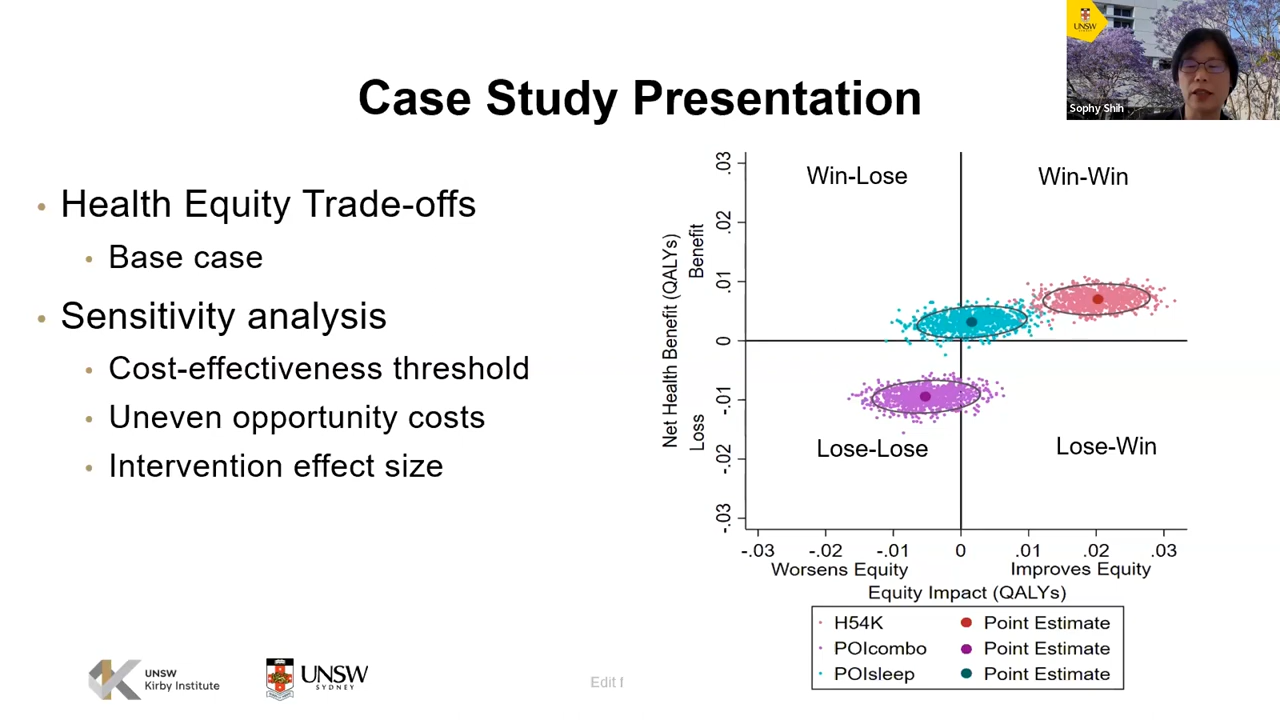 UNSW
SYDNEY
Sophy Shih
Case Study Presentation
• Health Equity Trade-offs
• Base case
• Sensitivity analysis
• Cost-effectiveness threshold
• Uneven opportunity costs
• Intervention effect size
Win-Lose
Win-Win
Lose-Lose
Lose-Win
Net Health Benefit (QALYs)
Loss Benefit
.03
.02
.01
0
-.01
-.02
-.03
-.03 -.02 -.01 0 .01 .02 .03
Worsens Equity Improves Equity
Equity Impact (QALYs)
H54K Point Estimate
POIcombo Point Estimate
POIsleep Point Estimate
UNSW
Kirby Institute
UNSW
SYDNEY
Edit f